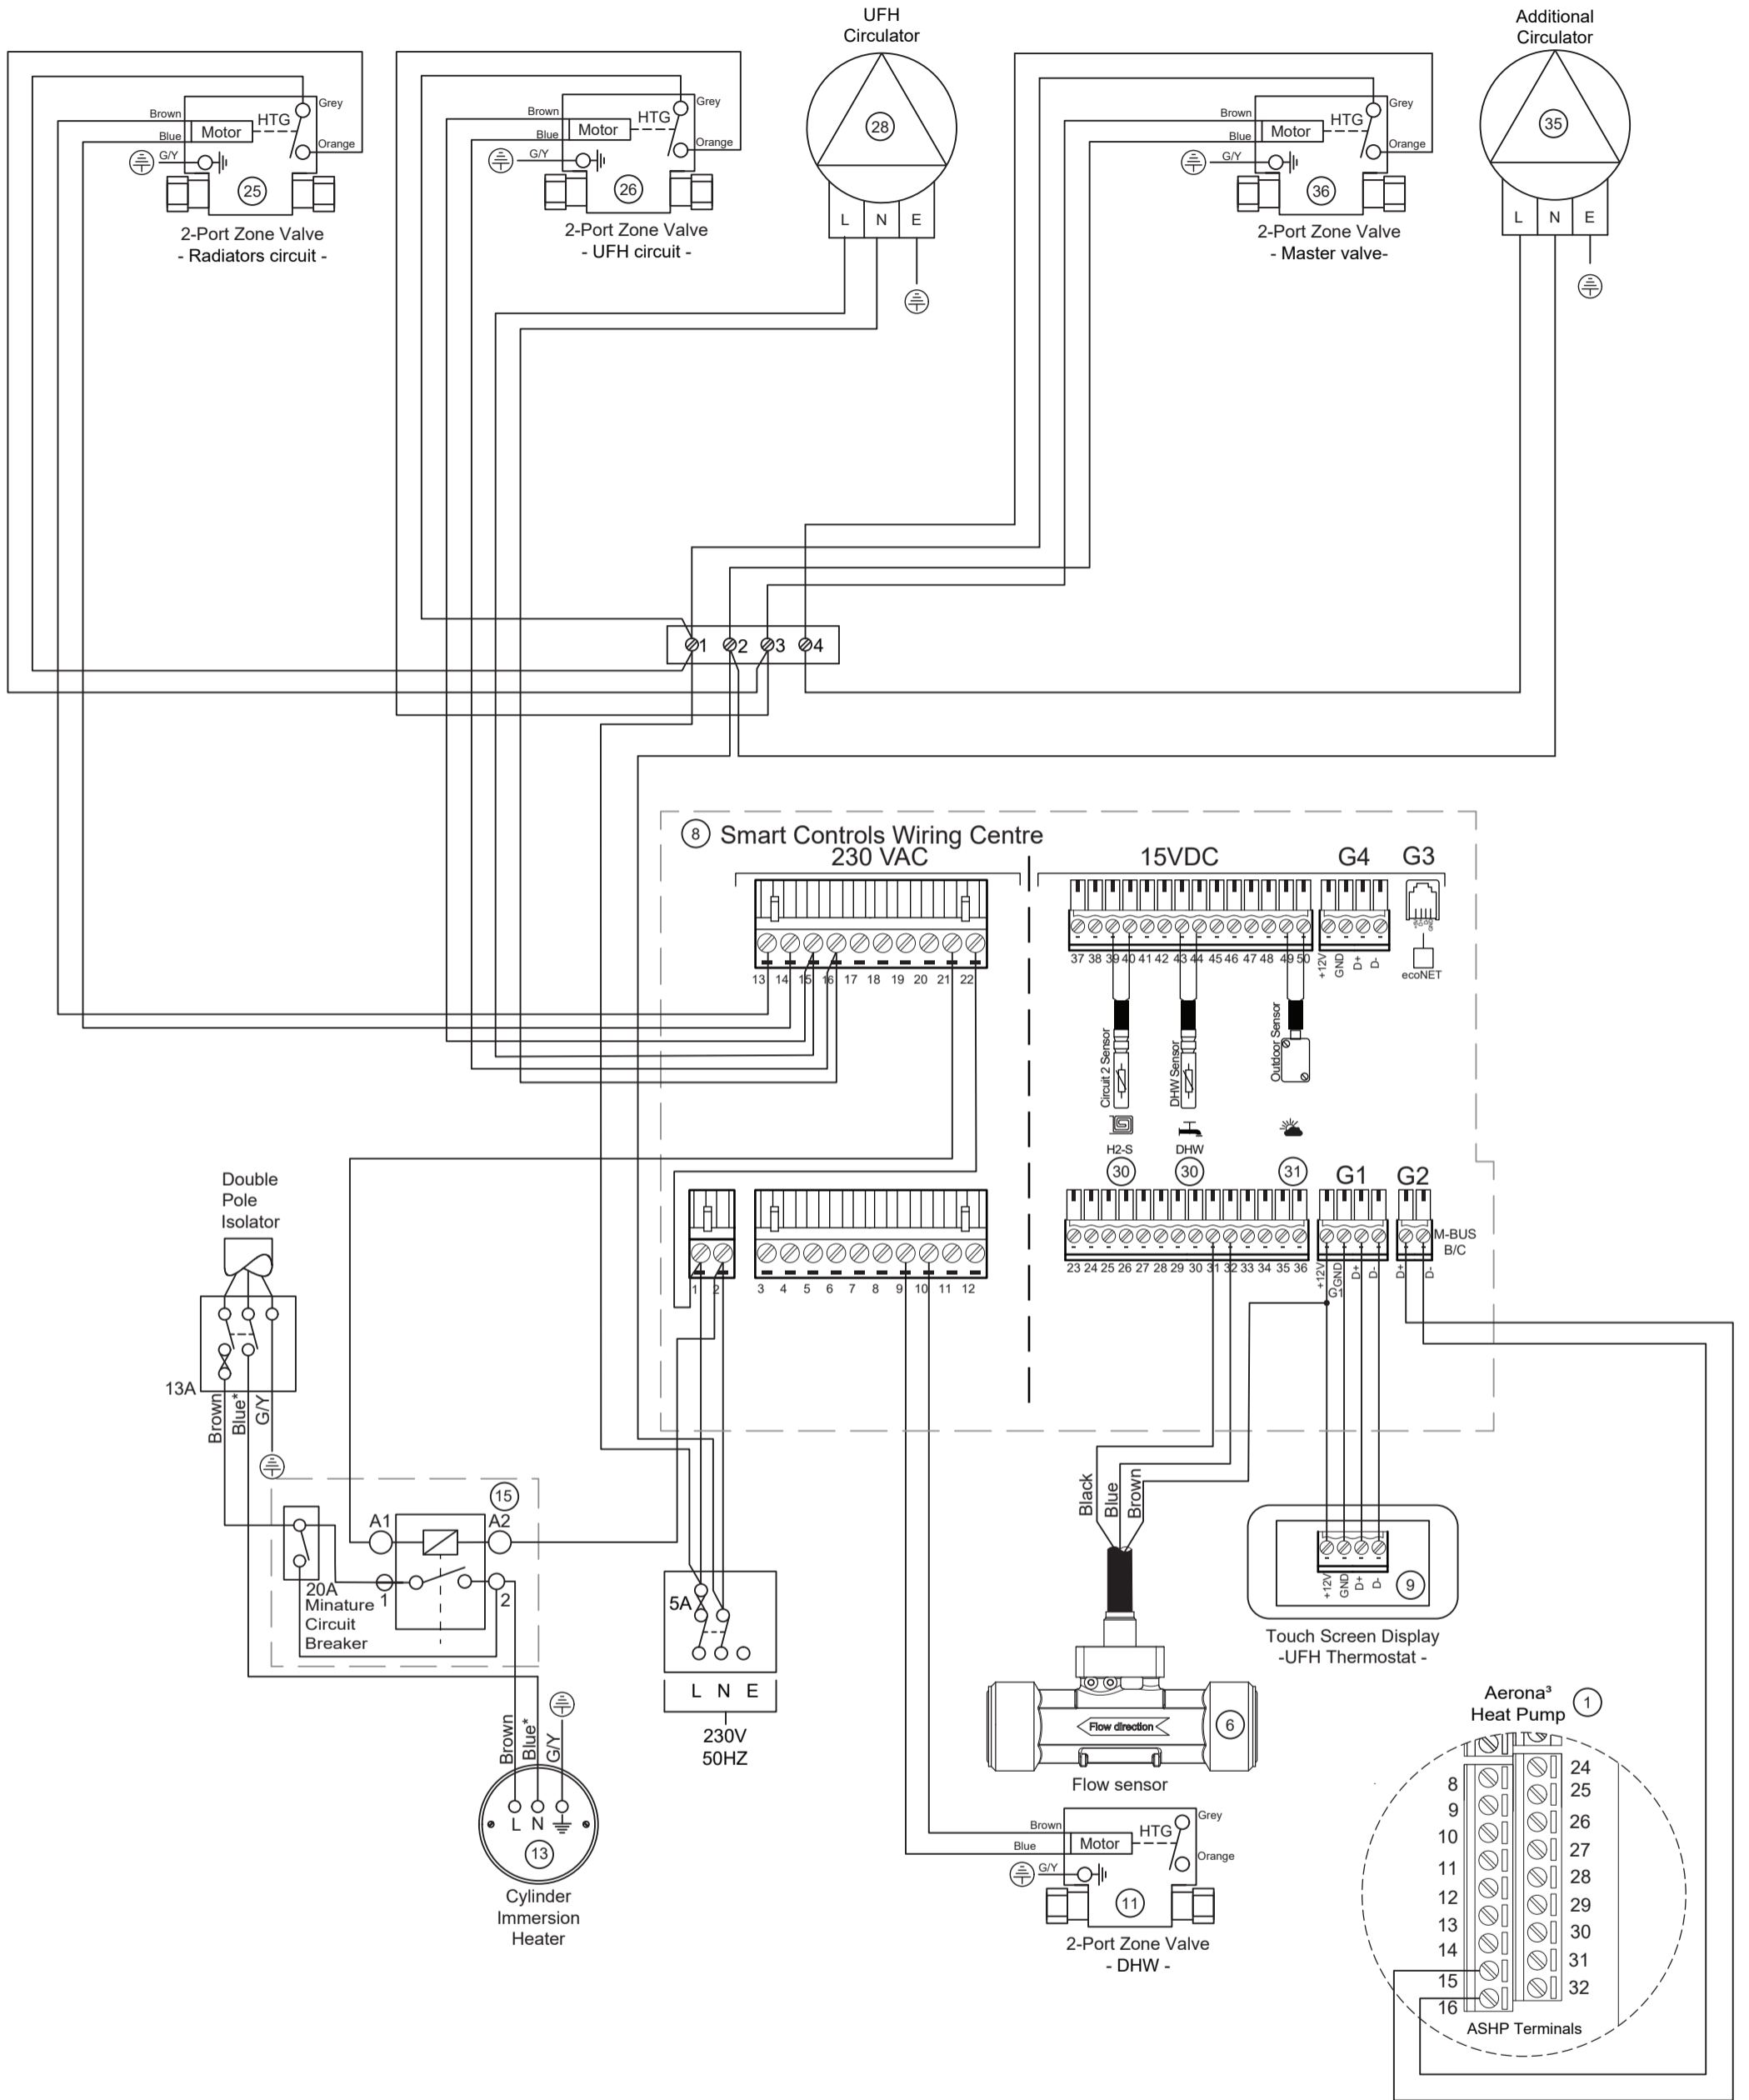 UFH
Circulator
Additional
Circulator
Brown
Blue
G/Y
Motor
HTG
Grey
Orange
25
2-Port Zone Valve
- Radiators circuit -
Brown
Blue
G/Y
Motor
HTG
Grey
Orange
26
2-Port Zone Valve
- UFH circuit -
28
L N E
Brown
Blue
G/Y
Motor
HTG
Grey
Orange
36
2-Port Zone Valve
- Master valve-
35
L N E
1 2 3 4
8 Smart Controls Wiring Centre
230 VAC
15VDC
G4
G3
13 14 15 16 17 18 19 20 21 22
37 38 39 40 41 42 43 44 45 46 47 48 49 50
+12V GND D+ D-
ecoNET
Circuit 2 Sensor
DHW Sensor
Outdoor Sensor
H2-S
DHW
30
30
31
G1
G2
M-BUS
B/C
1 2
3 4 5 6 7 8 9 10 11 12
23 24 25 26 27 28 29 30 31 32 33 34 35 36
+12V GND D+ D-
G1
D+ D-
Double
Pole
Isolator
13A
Brown
Blue*
G/Y
15
A1
A2
1
2
20A
Minature
Circuit
Breaker
5A
L N E
230V
50HZ
Black
Blue
Brown
Flow direction
6
Flow sensor
+12V GND D+ D-
9
Touch Screen Display
-UFH Thermostat -
Brown
Blue*
G/Y
L N
13
Cylinder
Immersion
Heater
Brown
Blue
G/Y
Motor
HTG
Grey
Orange
11
2-Port Zone Valve
- DHW -
Aerona³
Heat Pump
1
8
9
10
11
12
13
14
15
16
24
25
26
27
28
29
30
31
32
ASHP Terminals